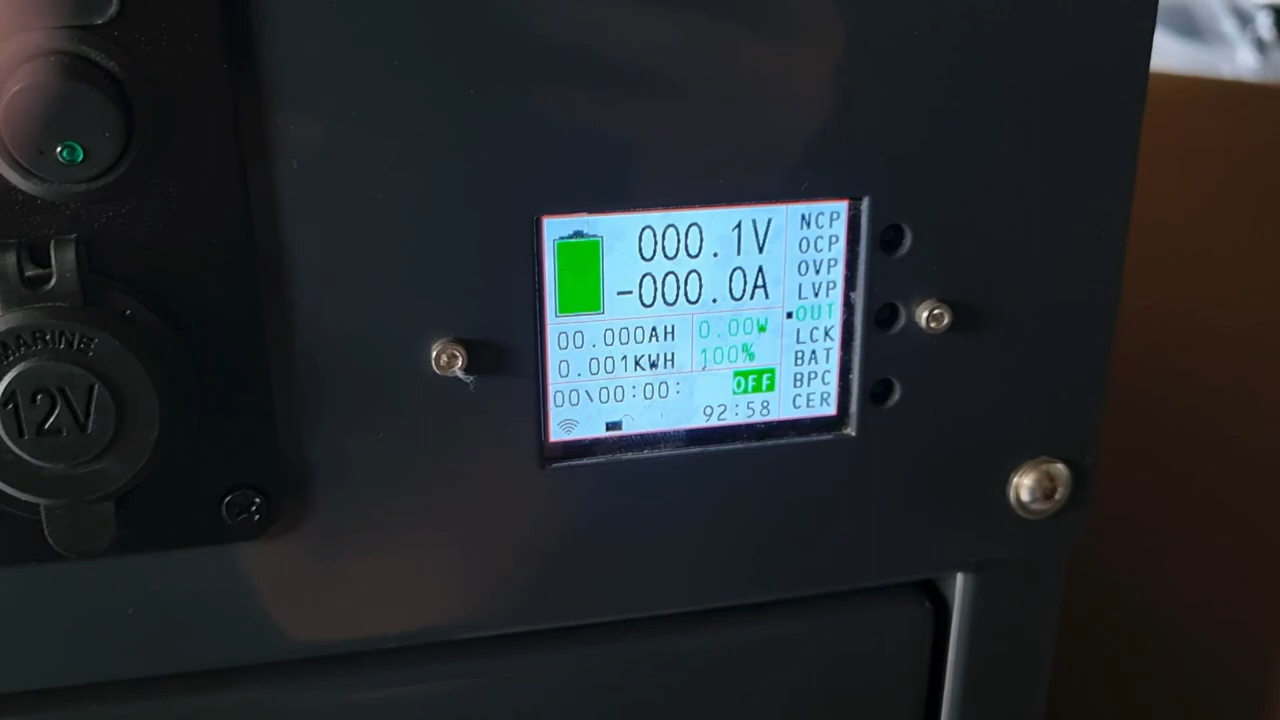 MARINE
12V
000.1V
-000.0A
00.000AH
0.001KWH
0.00W
100%
00\00:00:
OFF
92:58
NCP
OCP
OVP
LVP
OUT
LCK
BAT
BPC
CER